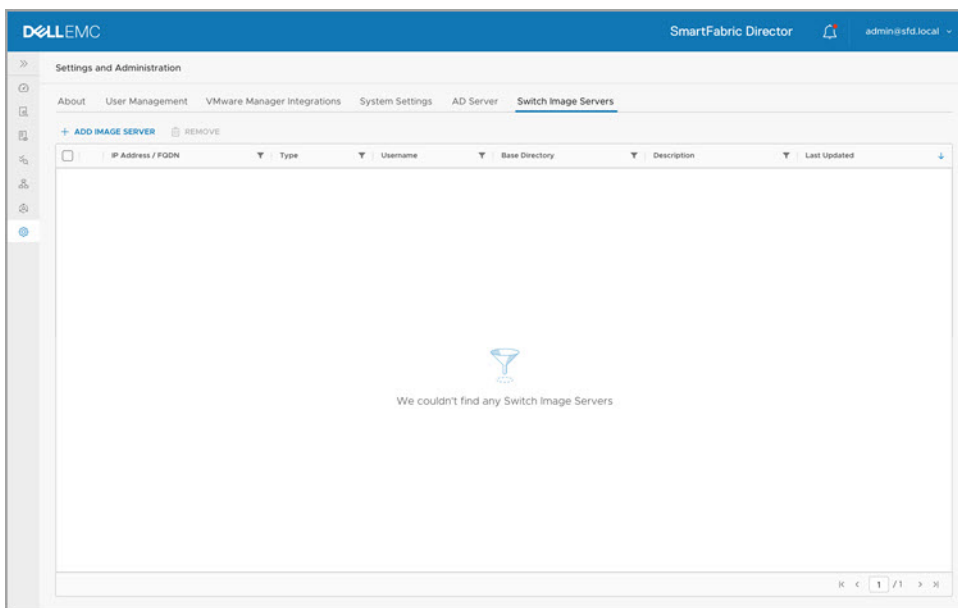 DELLEMC SmartFabric Director admin@sfd.local
Settings and Administration
About User Management VMware Manager Integrations System Settings AD Server Switch Image Servers
+ ADD IMAGE SERVER REMOVE
IP Address / FQDN Type Username Base Directory Description Last Updated
We couldn't find any Switch Image Servers
1 / 1